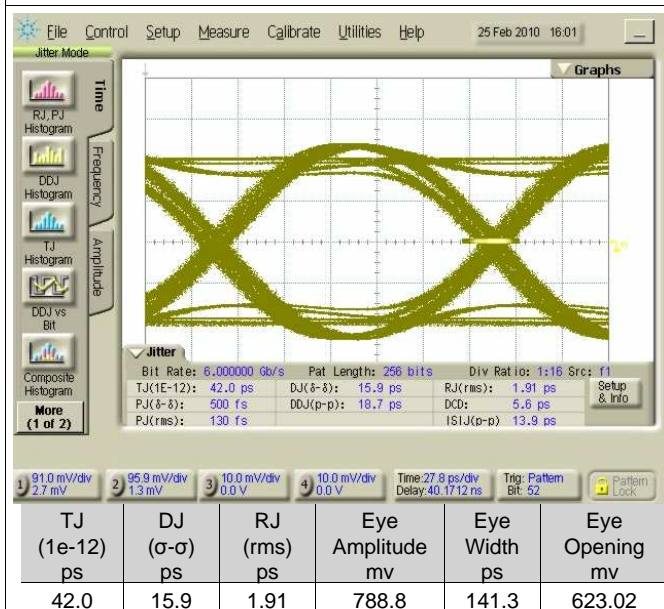 File Control Setup Measure Calibrate Utilities Help 25 Feb 2010 16:01
Jitter Mode
Graphs
RJ, PJ
Histogram
DDJ
Histogram
TJ
Histogram
DDJ vs
Bit
Composite
Histogram
More
(1 of 2)
Time
Frequency
Amplitude
Jitter
Bit Rate: 6.000000 Gb/s Pat Length: 256 bits Div Ratio: 1:16 Src: f1
TJ(1E-12): 42.0 ps DJ(δ-δ): 15.9 ps RJ(rms): 1.91 ps
PJ(δ-δ): 500 fs DDJ(p-p): 18.7 ps DCD: 5.6 ps
PJ(rms): 130 fs ISIJ(p-p) 13.9 ps
Setup
& Info
1) 91.0 mV/div 2) 95.9 mV/div 3) 10.0 mV/div 4) 10.0 mV/div Time:27.8 ps/div Trig: Pattern Pattern
2.7 mV 1.3 mV 0.0 V 0.0 V Delay:40.1712 ns Bit: 52 Lock
TJ DJ RJ Eye Eye Eye
(1e-12) (σ-σ) (rms) Amplitude Width Opening
ps ps ps mv ps mv
42.0 15.9 1.91 788.8 141.3 623.02